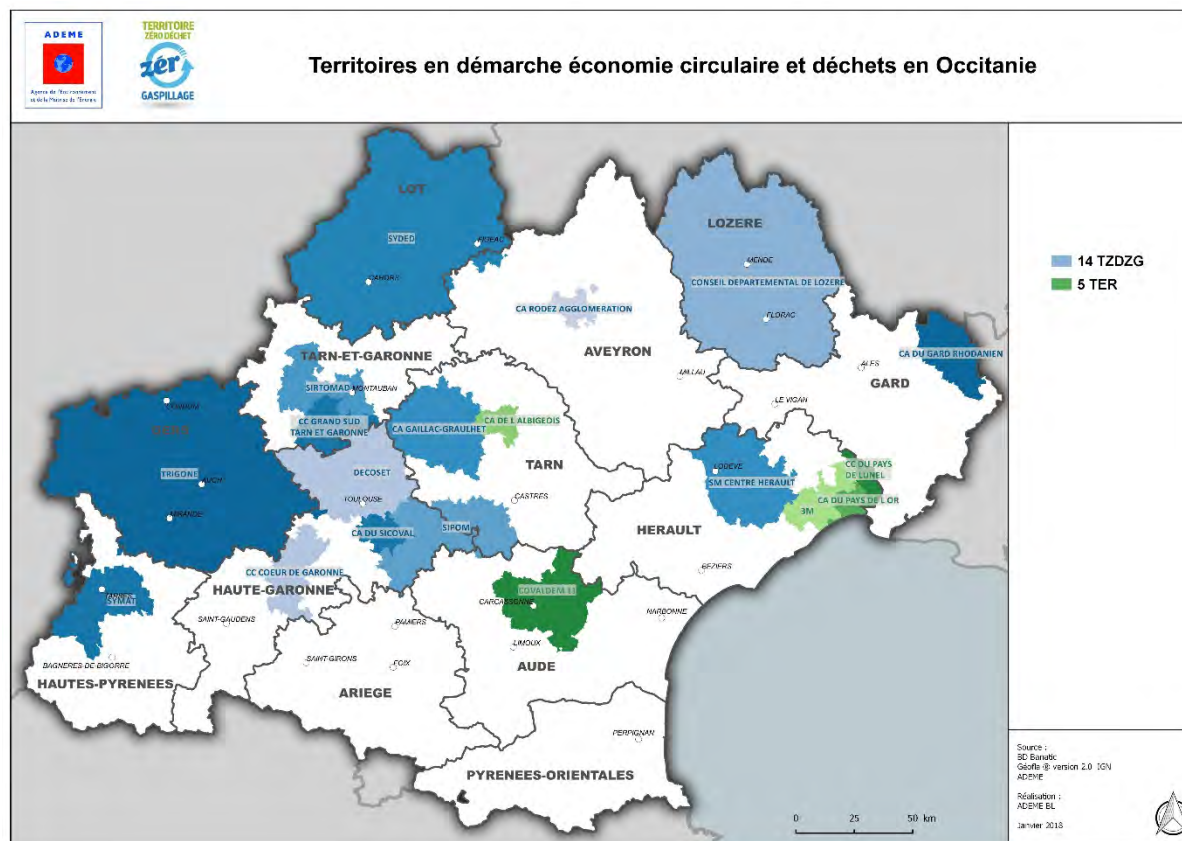 ADEME
Agence de l'Environnement
et de la Maîtrise de l'Energie
TERRITOIRE
ZÉRO DÉCHET
zér
GASPILLAGE
Territoires en démarche économie circulaire et déchets en Occitanie
LOT
SYDED
FIGEAC
CAHORS
LOZERE
MENDE
CONSEIL DEPARTEMENTAL DE LOZERE
FLORAC
14 TZDZG
5 TER
CA RODEZ AGGLOMERATION
AVEYRON
MILLAU
CA DU GARD RHODANIEN
ALES
GARD
LE VIGAN
TARN-ET-GARONNE
SIRTOMAD
MONTAUBAN
CC GRAND SUD
TARN ET GARONNE
CA GAILLAC-GRAULHET
CA DE L ALBIGEOIS
TARN
CASTRES
CONDOM
GERS
TRIGONE
AUCH
MIRANDE
DECOSET
TOULOUSE
LODEVE
SM CENTRE HERAULT
CC DU PAYS
DE LUNEL
CA DU PAYS DE L OR
3M
HERAULT
BEZIERS
CA DU SICOVAL
SIPOM
CC COEUR DE GARONNE
HAUTE-GARONNE
SAINT-GAUDENS
TARBES
SYMAT
BAGNERES DE BIGORRE
HAUTES-PYRENEES
COVALDEM 11
CARCASSONNE
NARBONNE
LIMOUX
AUDE
PAMIERS
SAINT-GIRONS
FOIX
ARIEGE
PERPIGNAN
PYRENEES-ORIENTALES
0 25 50 km
Source :
BD Banatic
Géofla ® version 2.0 IGN
ADEME
Réalisation :
ADEME BL
Janvier 2018